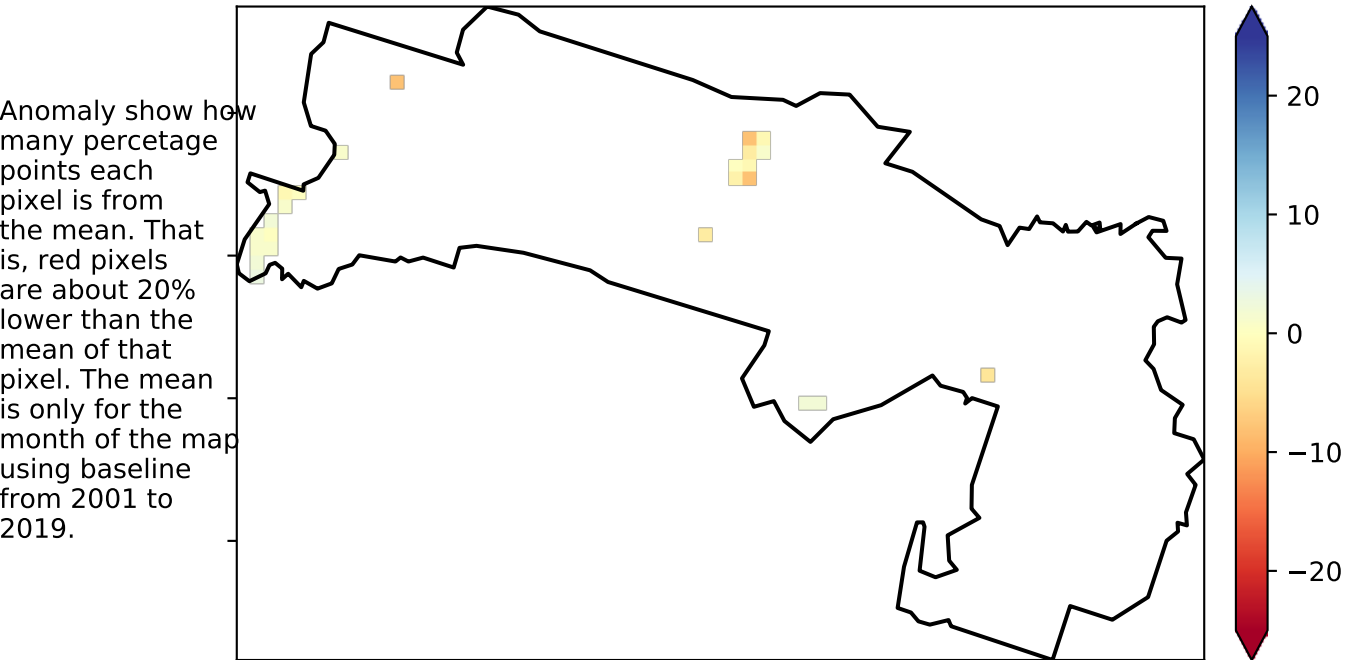 Anomaly show how
many percetage
points each
pixel is from
the mean. That
is, red pixels
are about 20%
lower than the
mean of that
pixel. The mean
is only for the
month of the map
using baseline
from 2001 to
2019.
20
10
0
−10
−20